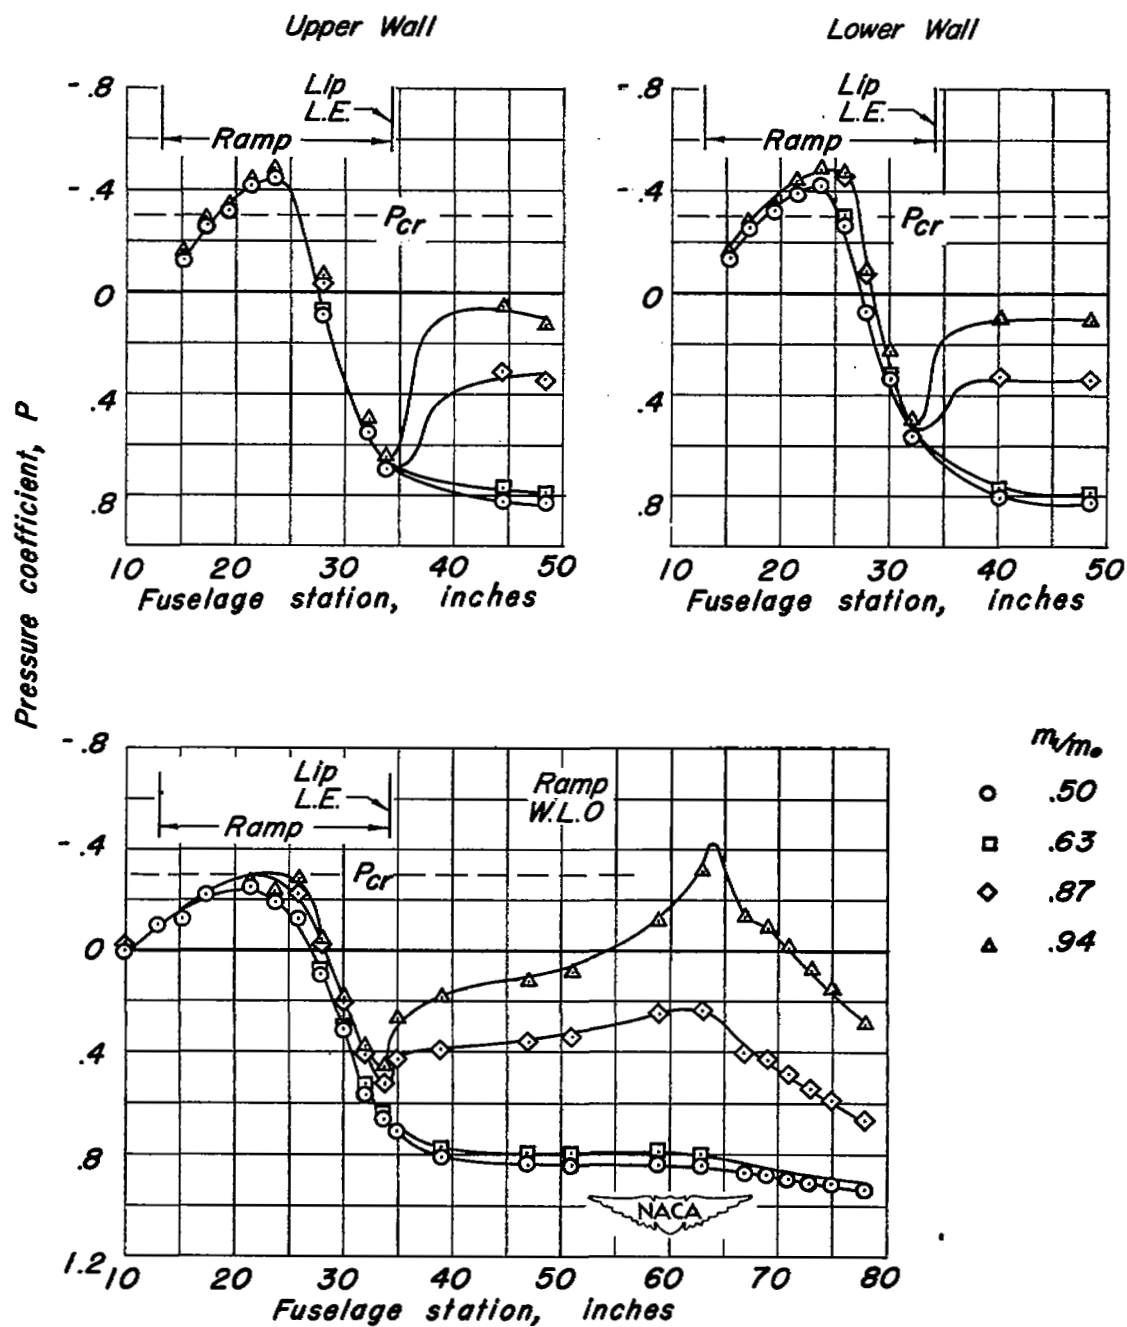 Upper Wall
Lower Wall
-.8
-.4
0
.4
.8
Lip
L.E.
Ramp
Pcr
10 20 30 40 50
Fuselage station, inches
-.8
-.4
0
.4
.8
Lip
L.E.
Ramp
Pcr
10 20 30 40 50
Fuselage station, inches
Pressure coefficient, P
-.8
-.4
0
.4
.8
1.2
Lip
L.E.
Ramp
Ramp
W.L.O
Pcr
NACA
10 20 30 40 50 60 70 80
Fuselage station, inches
m₁/m₀
.50
.63
.87
.94